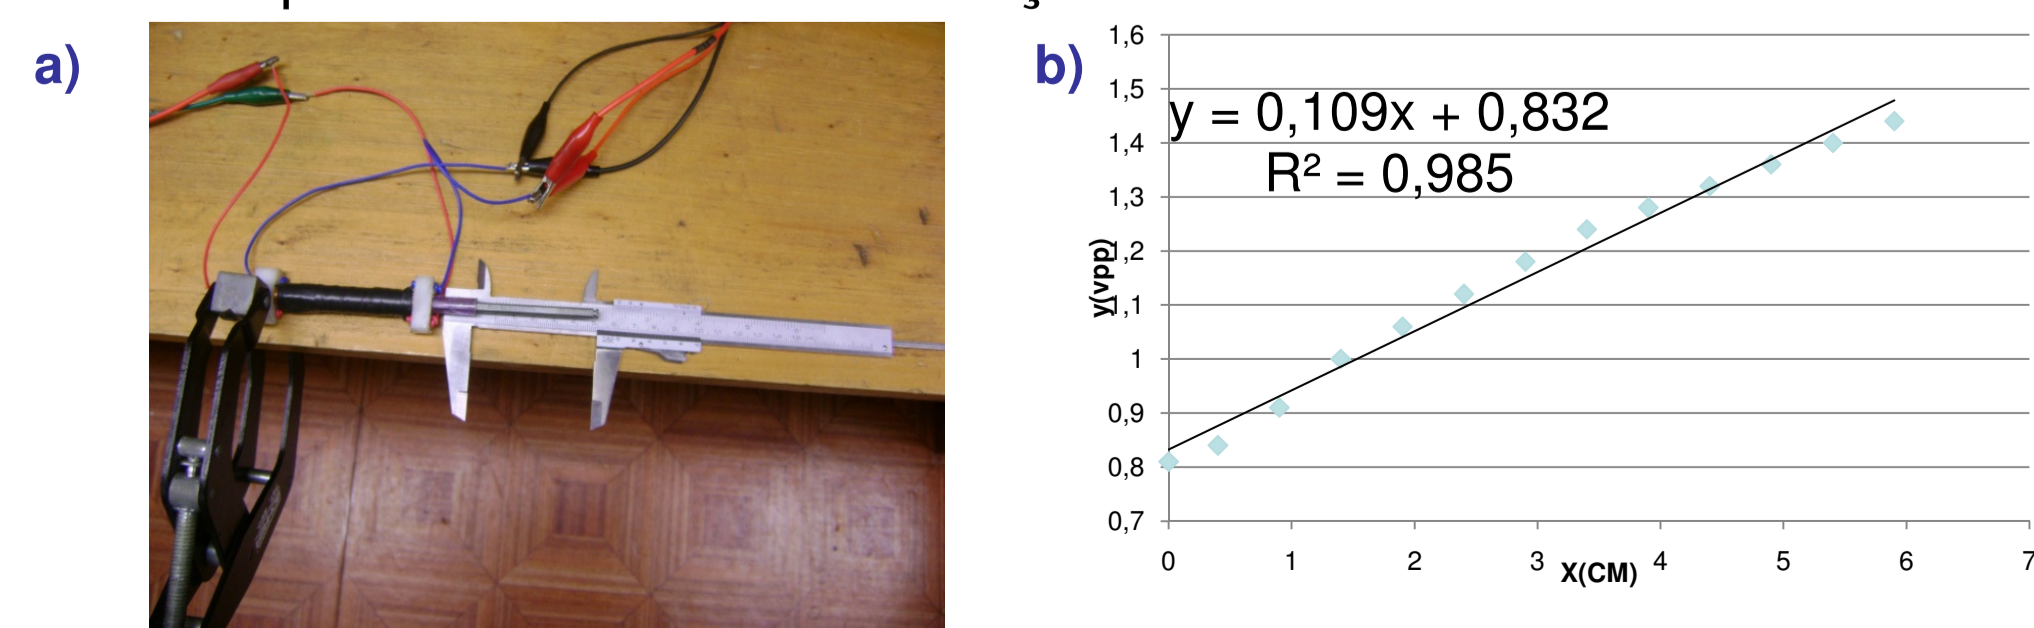 a)
b)
1,6
1,5
1,4
1,3
1,2
1,1
1
0,9
0,8
0,7
y = 0,109x + 0,832
R² = 0,985
y(vpp)
0 1 2 3 4 5 6 7
X(CM)